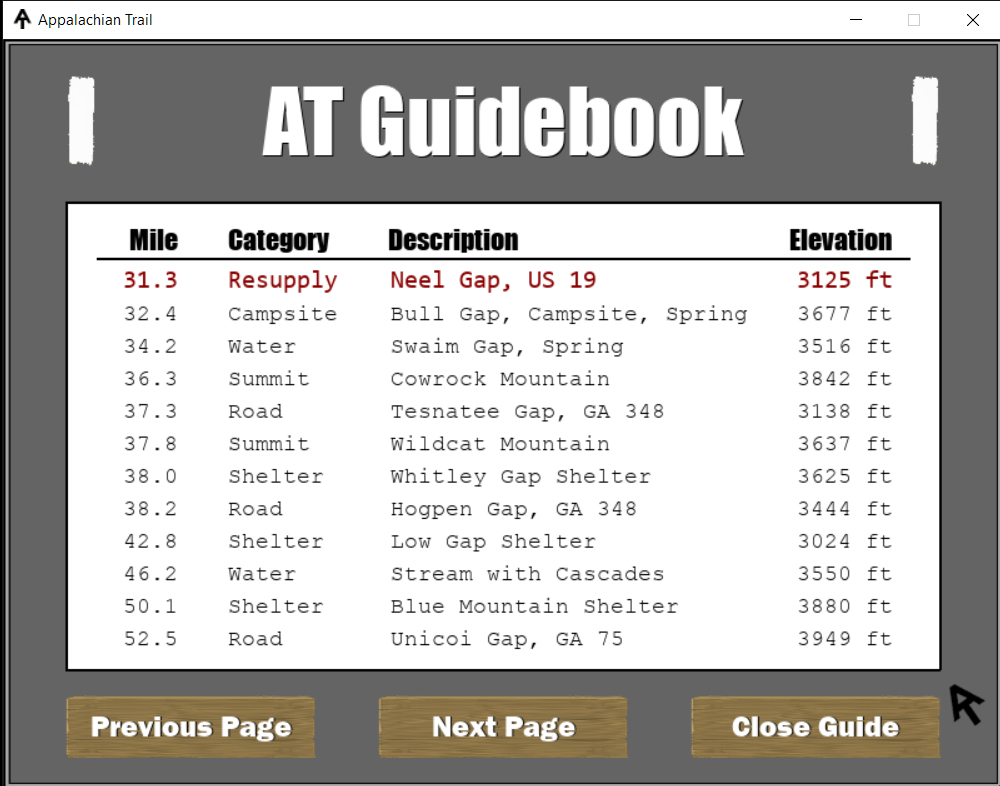 Appalachian Trail
AT Guidebook
Mile Category Description Elevation
31.3 Resupply Neel Gap, US 19 3125 ft
32.4 Campsite Bull Gap, Campsite, Spring 3677 ft
34.2 Water Swaim Gap, Spring 3516 ft
36.3 Summit Cowrock Mountain 3842 ft
37.3 Road Tesnatee Gap, GA 348 3138 ft
37.8 Summit Wildcat Mountain 3637 ft
38.0 Shelter Whitley Gap Shelter 3625 ft
38.2 Road Hogpen Gap, GA 348 3444 ft
42.8 Shelter Low Gap Shelter 3024 ft
46.2 Water Stream with Cascades 3550 ft
50.1 Shelter Blue Mountain Shelter 3880 ft
52.5 Road Unicoi Gap, GA 75 3949 ft
Previous Page Next Page Close Guide